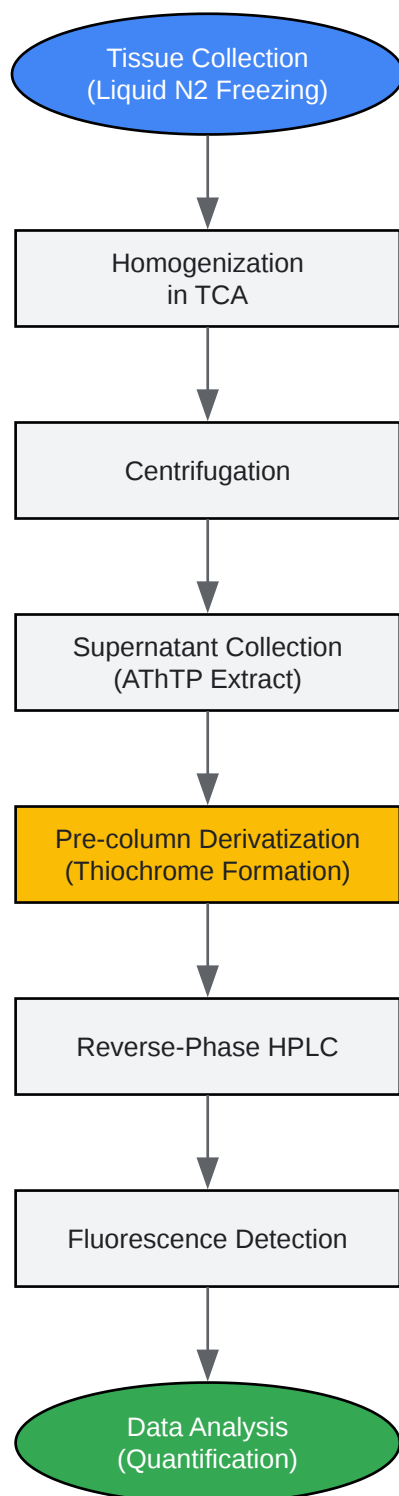 Tissue Collection
(Liquid N2 Freezing)
Homogenization
in TCA
Centrifugation
Supernatant Collection
(AThTP Extract)
Pre-column Derivatization
(Thiochrome Formation)
Reverse-Phase HPLC
Fluorescence Detection
Data Analysis
(Quantification)